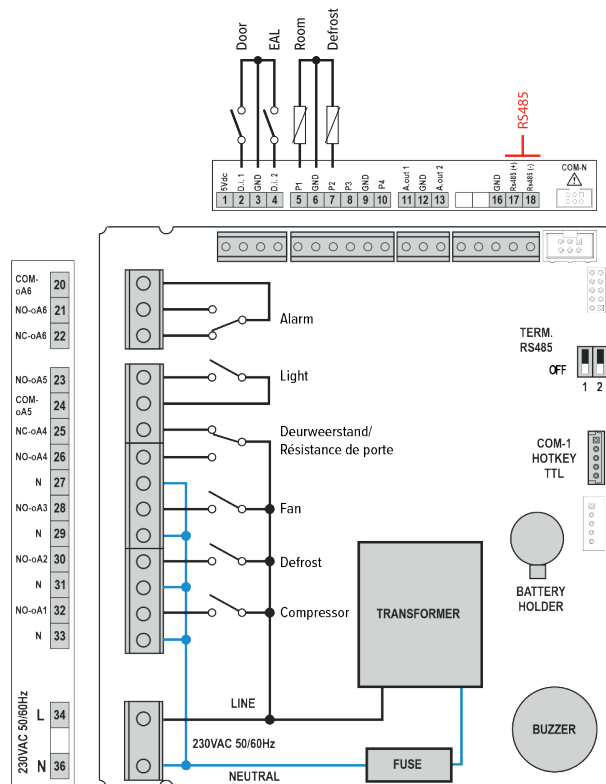 Door
EAL
Room
Defrost
RS485
5Vdc
D.i. 1
GND
D.i. 2
P1
GND
P2
P3
GND
P4
A.out 1
GND
A.out 2
GND
Rs485 (+)
Rs485 (-)
COM-N
1 2 3 4 5 6 7 8 9 10 11 12 13 16 17 18
COM-oA6 20
NO-oA6 21
NC-oA6 22
Alarm
TERM.
RS485
OFF
1 2
NO-oA5 23
COM-oA5 24
NC-oA4 25
NO-oA4 26
N 27
NO-oA3 28
N 29
NO-oA2 30
N 31
NO-oA1 32
N 33
Light
Deurweerstand/
Résistance de porte
Fan
Defrost
Compressor
COM-1
HOTKEY
TTL
BATTERY
HOLDER
TRANSFORMER
BUZZER
FUSE
230VAC 50/60Hz
L 34
N 36
LINE
230VAC 50/60Hz
NEUTRAL